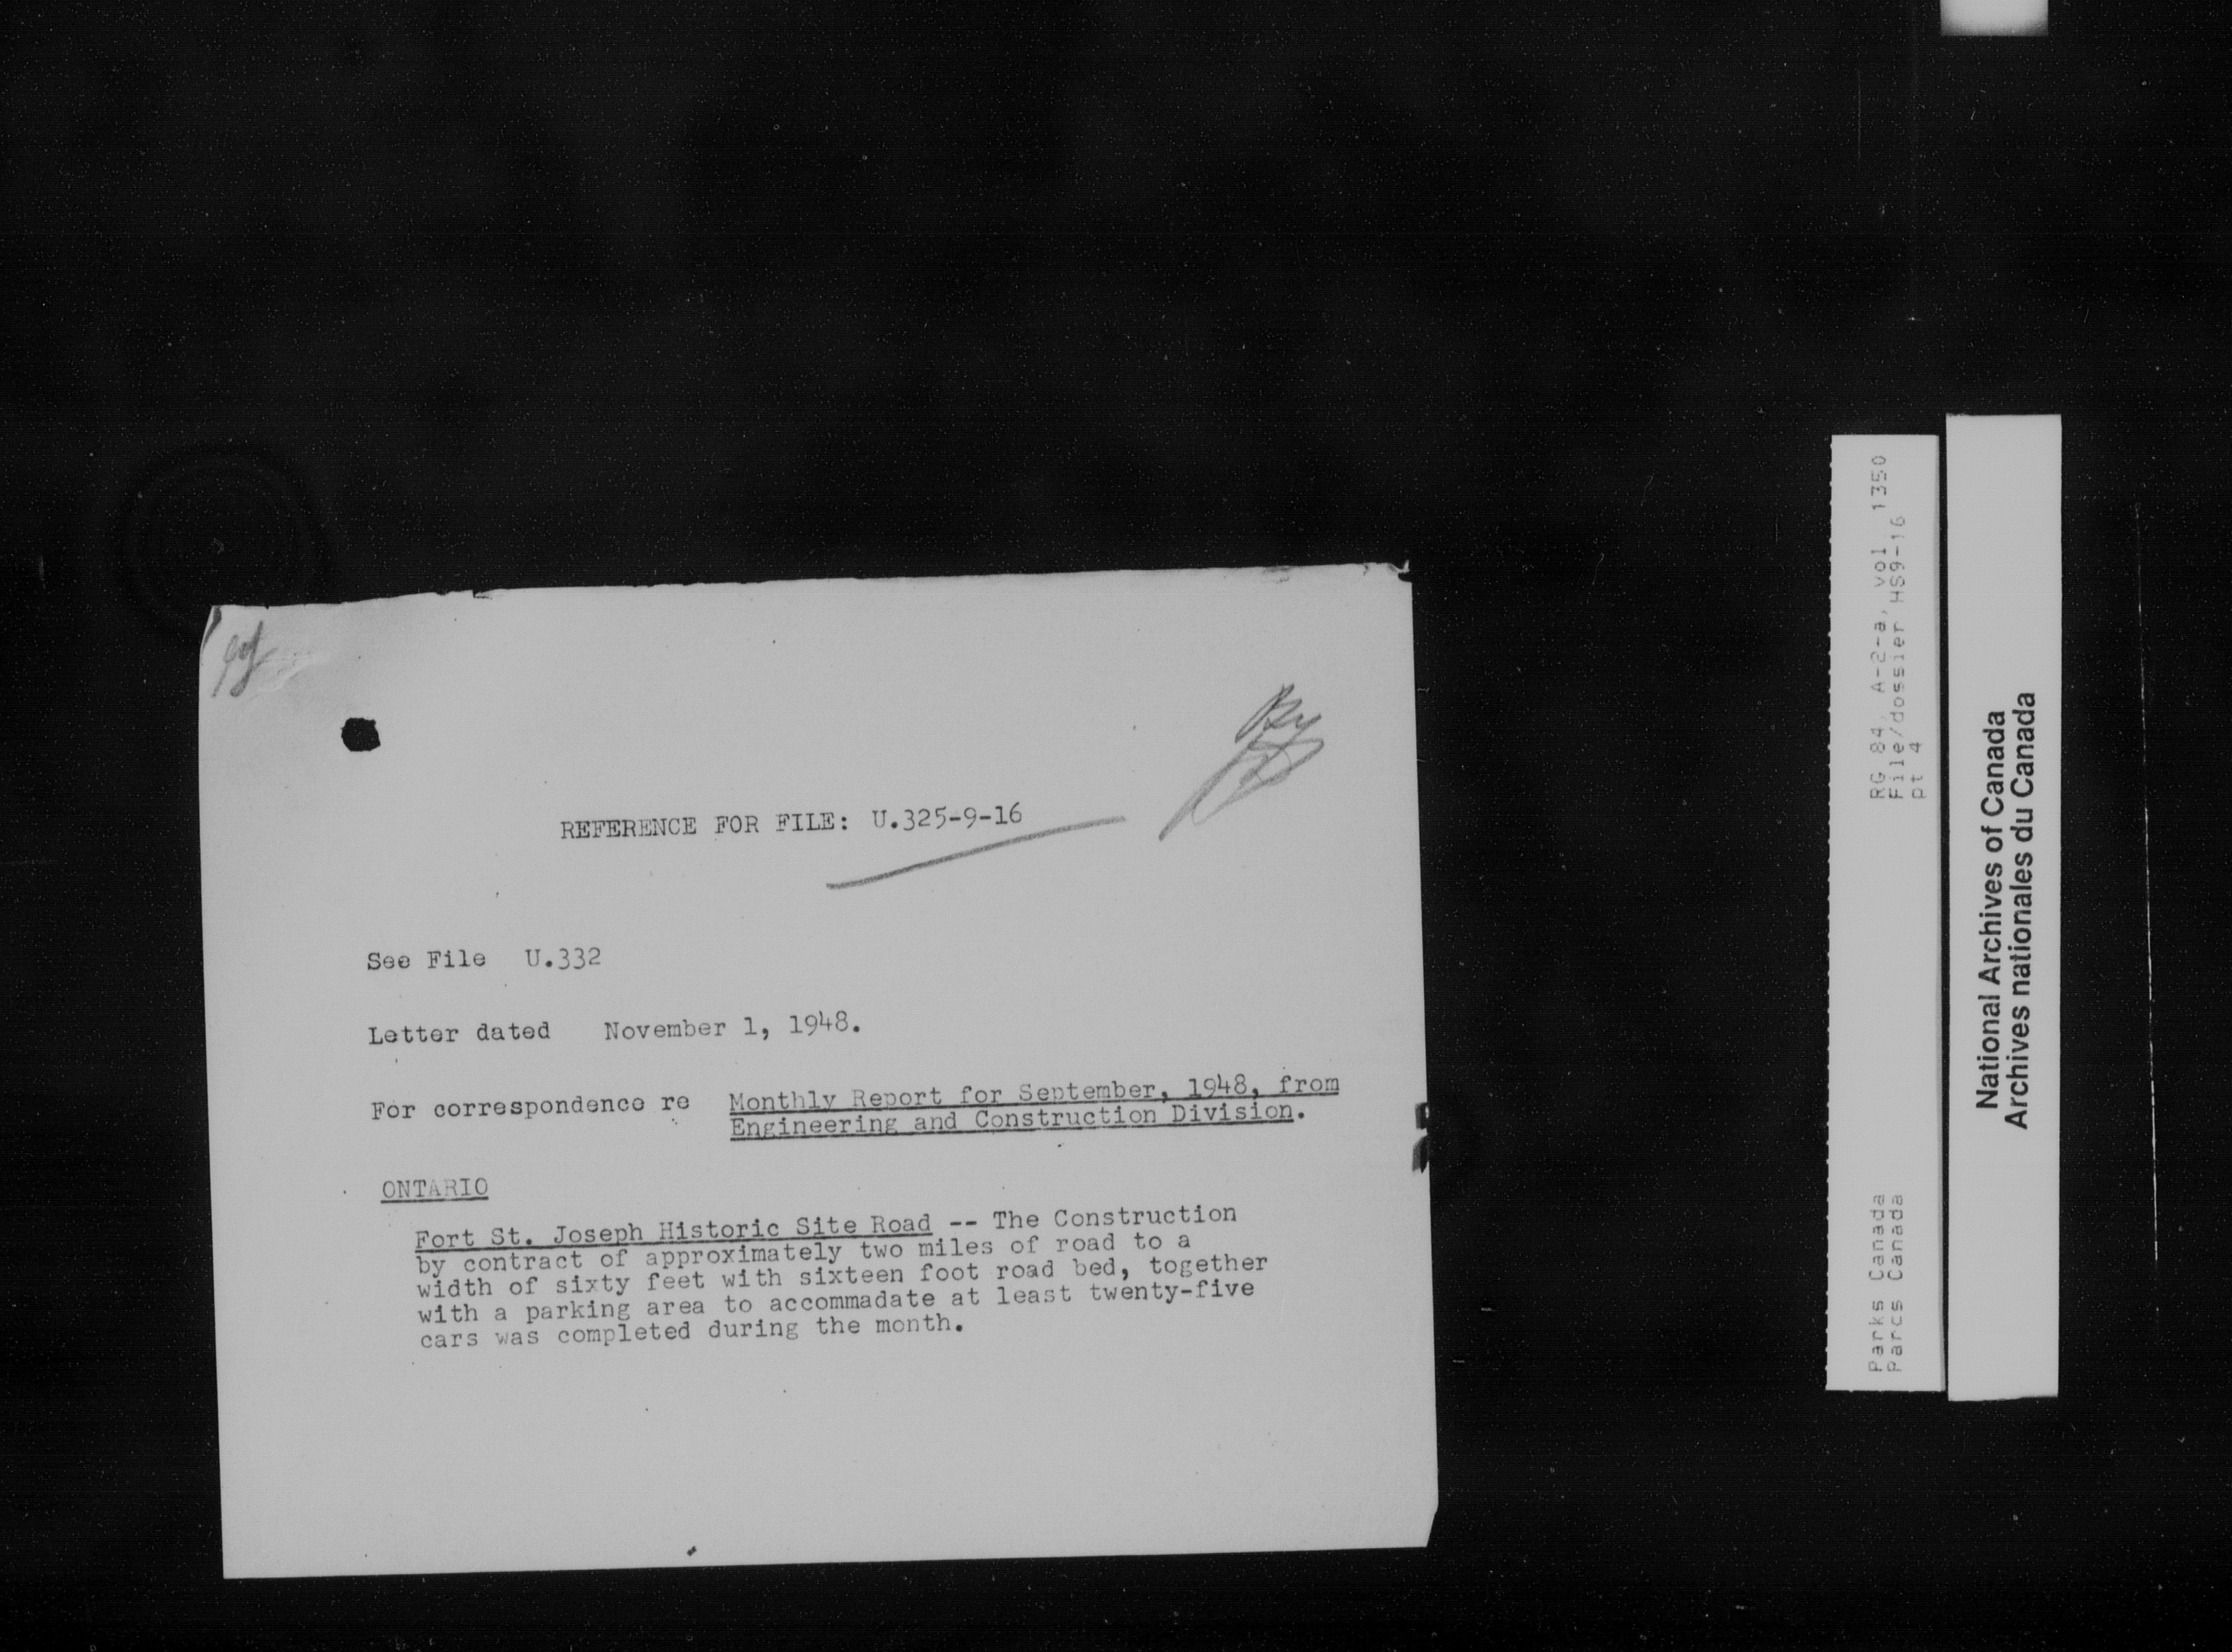 REFERENCE FOR FILE: U.325-9-16
See File U.332
Letter dated November 1, 1948.
For correspondence re Monthly Report for September, 1948, from
Engineering and Construction Division.
ONTARIO
Fort St. Joseph Historic Site Road -- The Construction
by contract of approximately two miles of road to a
width of sixty feet with sixteen foot road bed, together
with a parking area to accommadate at least twenty-five
cars was completed during the month.
RG 84, A-2-a, vol. 1350
File/dossier HS9-16
pt 4
Parks Canada
Parcs Canada
National Archives of Canada
Archives nationales du Canada